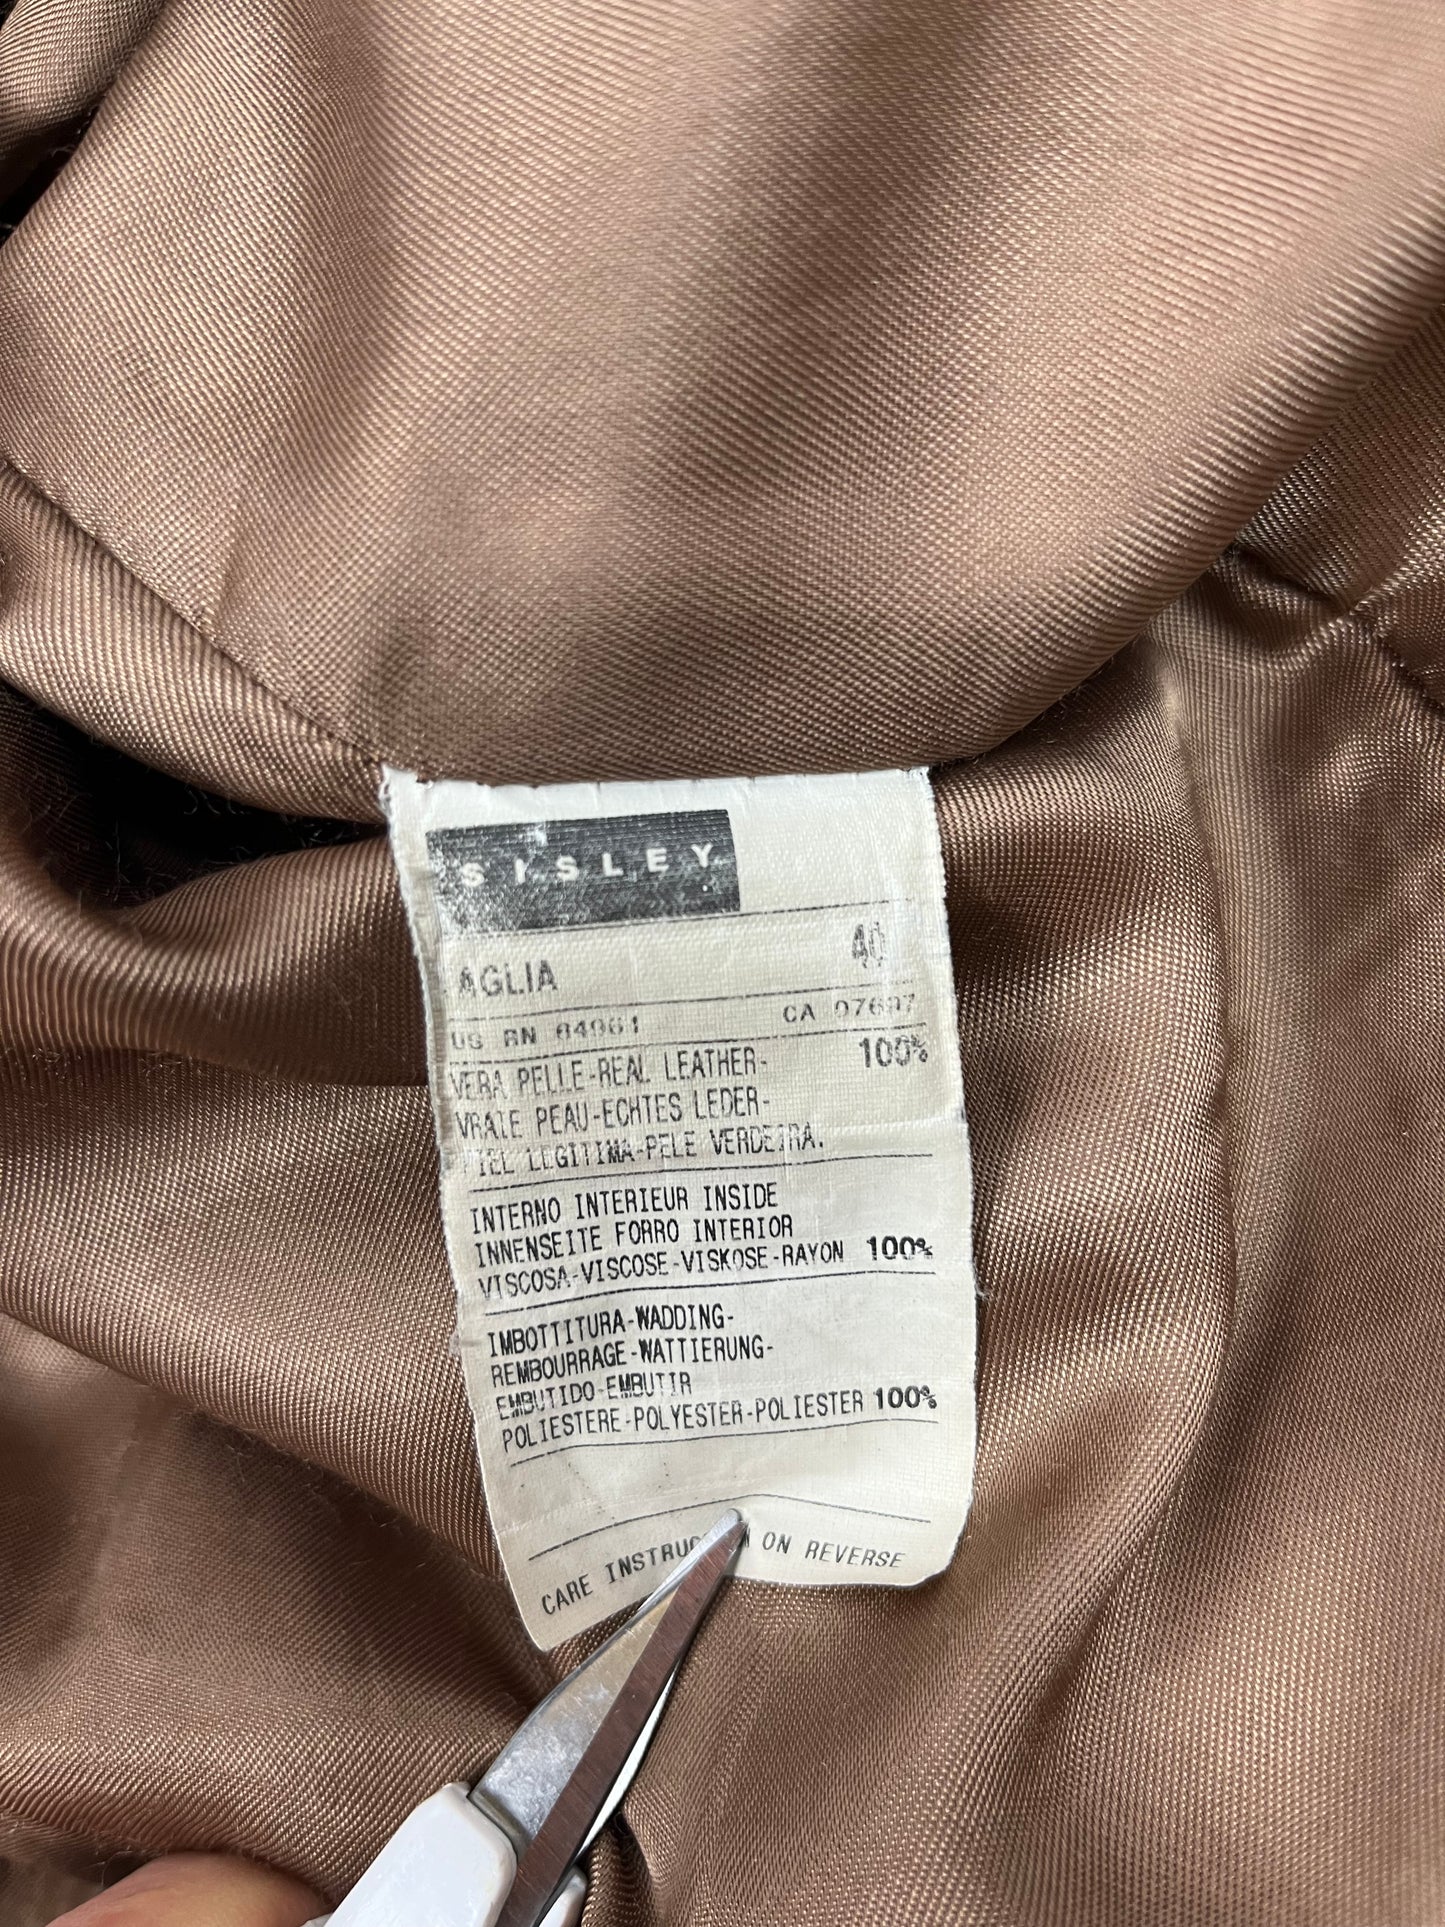 SISLEY
AGLIA 40
US RN 84961 CA 07697
VERA PELLE-REAL LEATHER- 100%
VRAIE PEAU-ECHTES LEDER-
PIEL LEGITIMA-PELE VERDEIRA.
INTERNO INTERIEUR INSIDE
INNENSEITE FORRO INTERIOR
VISCOSA-VISCOSE-VISKOSE-RAYON 100%
IMBOTTITURA-WADDING-
REMBOURRAGE-WATTIERUNG-
EMBUTIDO-EMBUTIR
POLIESTERE-POLYESTER-POLIESTER 100%
CARE ON REVERSE